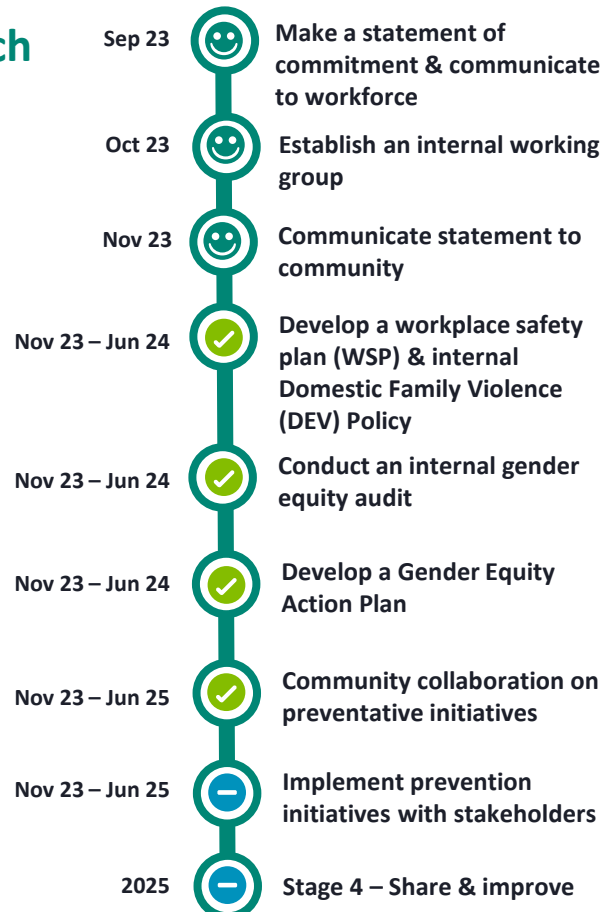 ch
Sep 23
Make a statement of
commitment & communicate
to workforce
Oct 23
Establish an internal working
group
Nov 23
Communicate statement to
community
Nov 23 – Jun 24
Develop a workplace safety
plan (WSP) & internal
Domestic Family Violence
(DEV) Policy
Nov 23 – Jun 24
Conduct an internal gender
equity audit
Nov 23 – Jun 24
Develop a Gender Equity
Action Plan
Nov 23 – Jun 25
Community collaboration on
preventative initiatives
Nov 23 – Jun 25
Implement prevention
initiatives with stakeholders
2025
Stage 4 – Share & improve